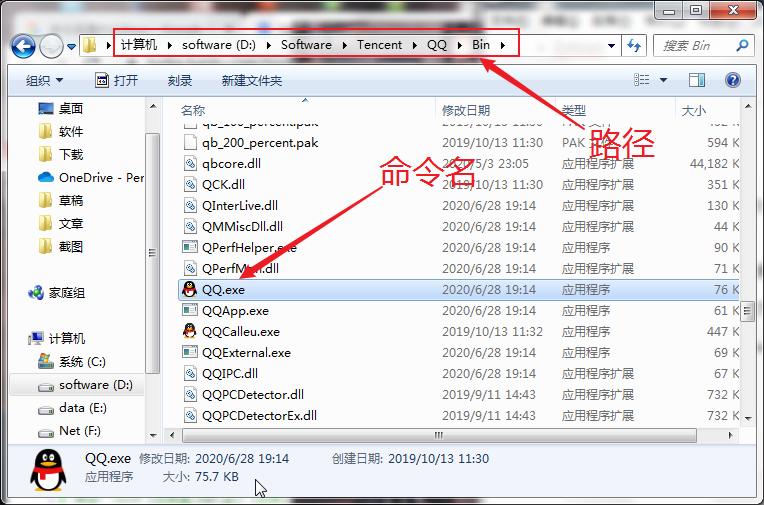 计算机 software (D:) Software Tencent QQ Bin
搜索 Bin
组织 打开 刻录 新建文件夹
名称 修改日期 类型 大小
qb_100_percent.pak 2019/10/13 11:30
qb_200_percent.pak 2019/10/13 11:30 PAK 594 K
路径
qbcore.dll 2020/5/3 23:05 应用程序扩展 44,182 K
命令名
QCK.dll 2019/10/13 11:30 应用程序扩展 351 K
QInterLive.dll 2020/6/28 19:14 应用程序扩展 130 K
QMMiscDll.dll 2020/6/28 19:14 应用程序扩展 44 K
QPerfHelper.exe 2020/6/28 19:14 应用程序 90 K
2020/6/28 19:14 应用程序扩展 71 K
QQ.exe 2020/6/28 19:14 应用程序 76 K
QQApp.exe 2020/6/28 19:14 应用程序 61 K
QQCalleu.exe 2019/10/13 11:32 应用程序 447 K
QQExternal.exe 2020/6/28 19:14 应用程序 69 K
QQIPC.dll 2020/6/28 19:14 应用程序扩展 67 K
QQPCDetector.dll 2019/9/11 14:43 应用程序扩展 732 K
QQPCDetectorEx.dll 2019/9/11 14:43 应用程序扩展 732 K
桌面
软件
下载
OneDrive - Per
草稿
文章
截图
家庭组
计算机
系统 (C:)
software (D:)
data (E:)
Net (F:)
QQ.exe 修改日期: 2020/6/28 19:14 创建日期: 2019/10/13 11:30
应用程序 大小: 75.7 KB